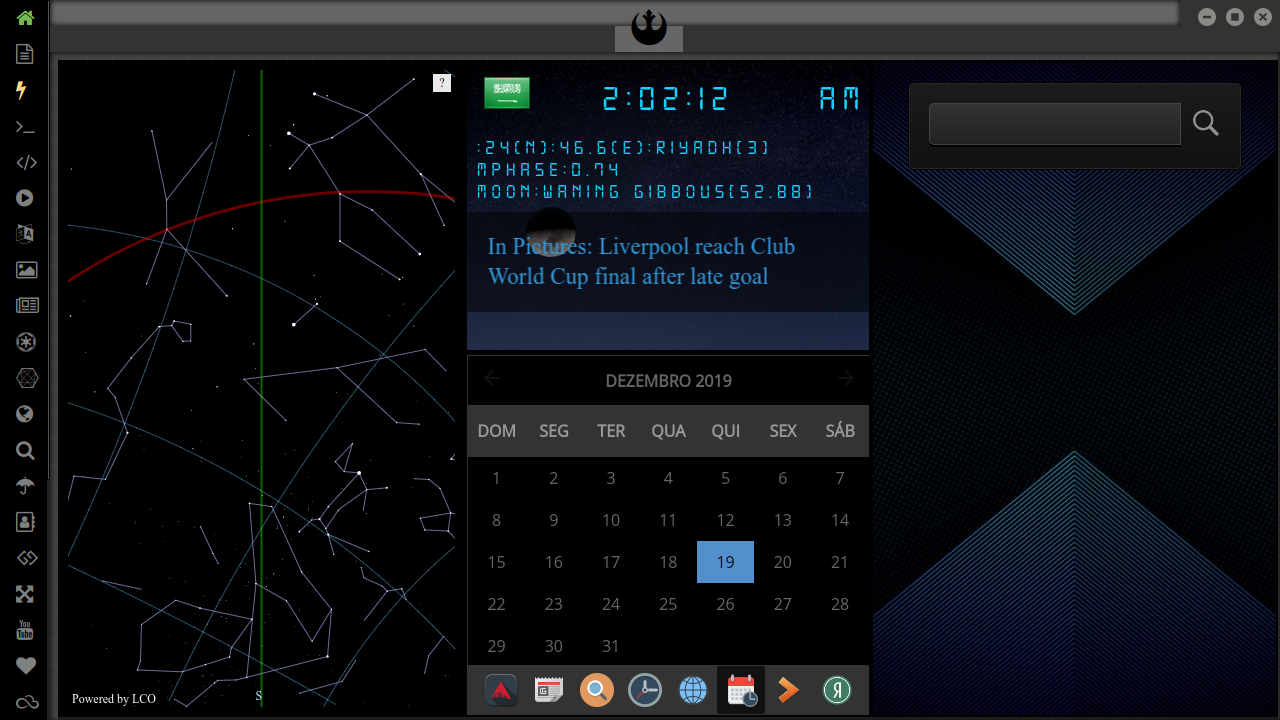 ?
2:02:12 AM
:24(N):46.6(E):RIYADH(3)
MPHASE:0.74
MOON:WANING GIBBOUS(52.88)
In Pictures: Liverpool reach Club
World Cup final after late goal
DEZEMBRO 2019
DOM SEG TER QUA QUI SEX SÁB
1 2 3 4 5 6 7
8 9 10 11 12 13 14
15 16 17 18 19 20 21
22 23 24 25 26 27 28
29 30 31
Powered by LCO
S
You
Tube
Я